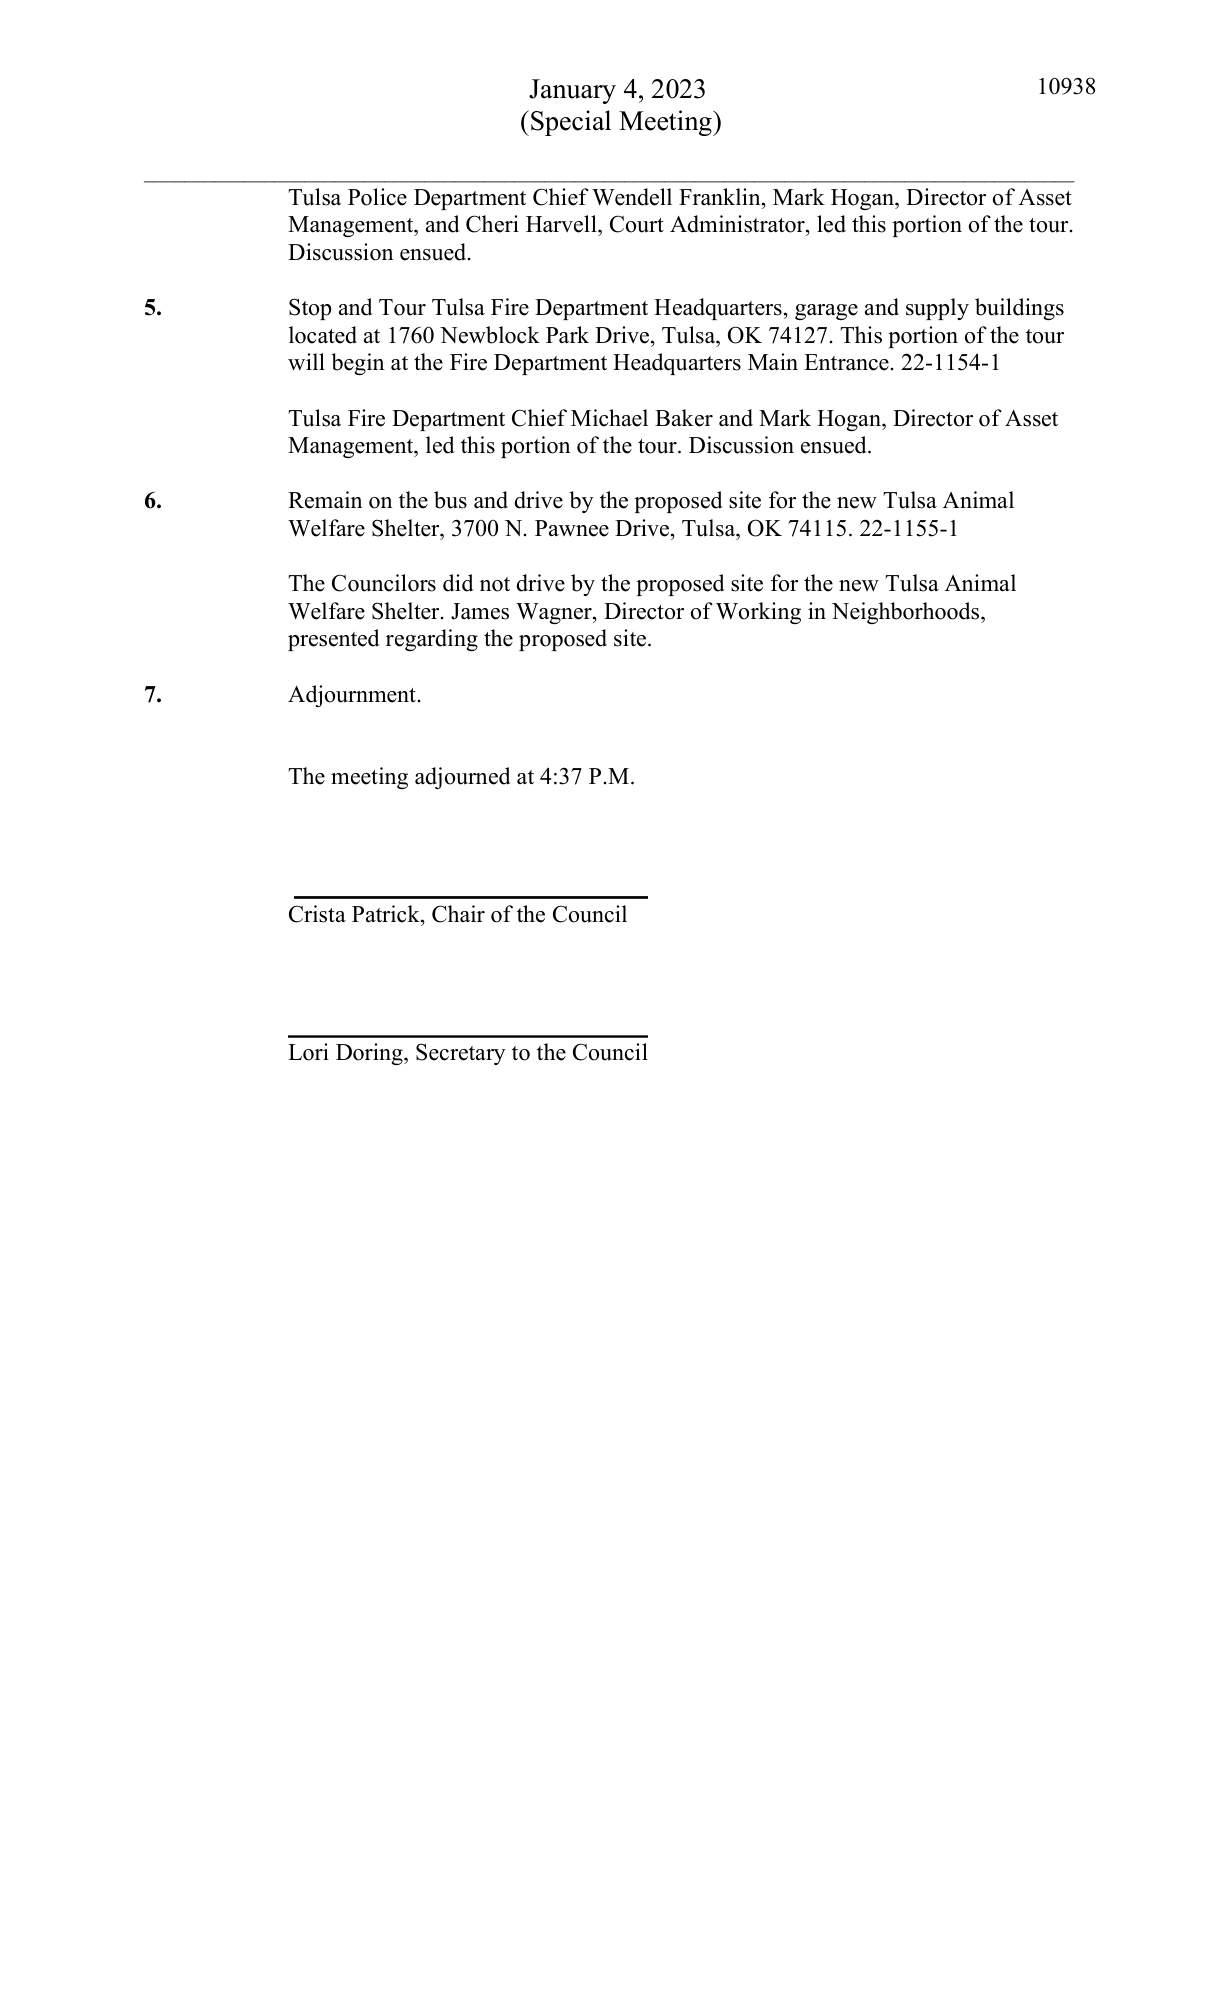 January 4, 2023
10938
(Special Meeting)
Tulsa Police Department Chief Wendell Franklin, Mark Hogan, Director of Asset
Management, and Cheri Harvell, Court Administrator, led this portion of the tour.
Discussion ensued.
5. Stop and Tour Tulsa Fire Department Headquarters, garage and supply buildings
located at 1760 Newblock Park Drive, Tulsa, OK 74127. This portion of the tour
will begin at the Fire Department Headquarters Main Entrance. 22-1154-1
Tulsa Fire Department Chief Michael Baker and Mark Hogan, Director of Asset
Management, led this portion of the tour. Discussion ensued.
6. Remain on the bus and drive by the proposed site for the new Tulsa Animal
Welfare Shelter, 3700 N. Pawnee Drive, Tulsa, OK 74115. 22-1155-1
The Councilors did not drive by the proposed site for the new Tulsa Animal
Welfare Shelter. James Wagner, Director of Working in Neighborhoods,
presented regarding the proposed site.
7. Adjournment.
The meeting adjourned at 4:37 P.M.
Crista Patrick, Chair of the Council
Lori Doring, Secretary to the Council